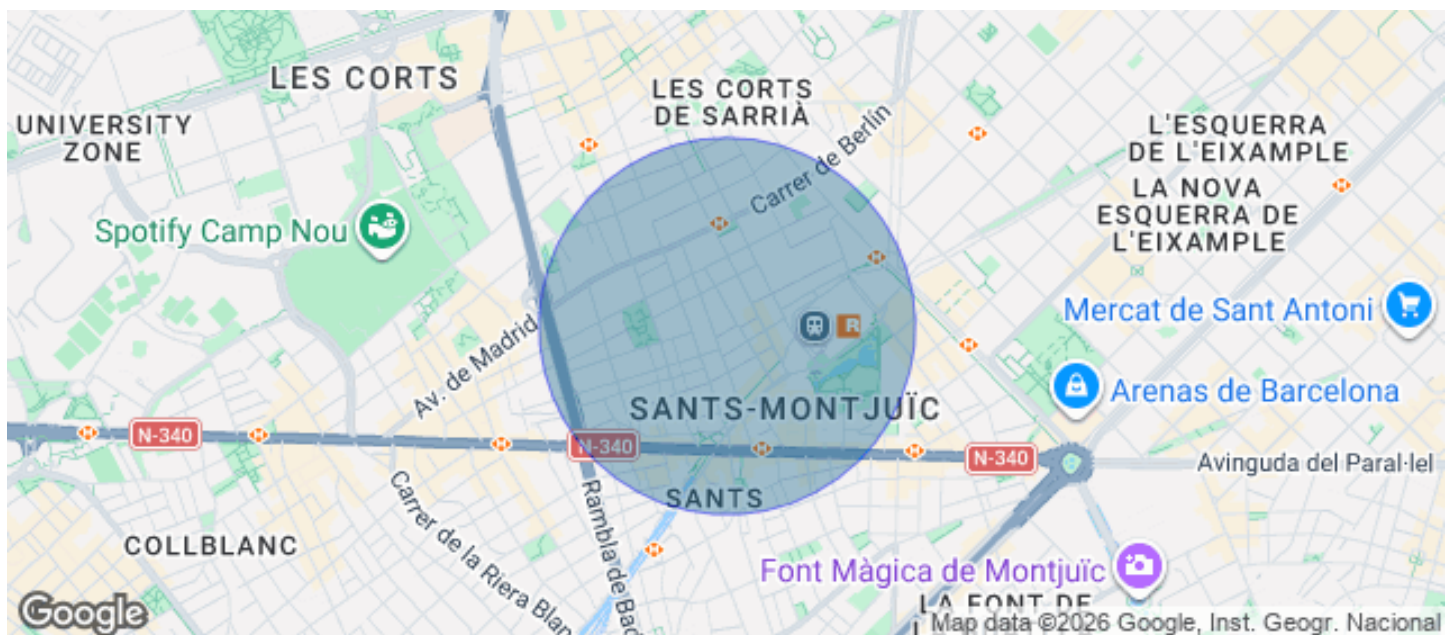 LES CORTS
LES CORTS
DE SARRIÀ
UNIVERSITY
ZONE
L'ESQUERRA
DE L'EIXAMPLE
LA NOVA
ESQUERRA DE
L'EIXAMPLE
Carrer de Berlín
Spotify Camp Nou
Mercat de Sant Antoni
R
Av. de Madrid
Arenas de Barcelona
SANTS-MONTJUÏC
N-340
N-340
N-340
Avinguda del Paral·lel
SANTS
COLLBLANC
Carrer de la Riera Blan
Rambla de Bad
Font Màgica de Montjuïc
LA FONT DE
Google
Map data ©2026 Google, Inst. Geogr. Nacional